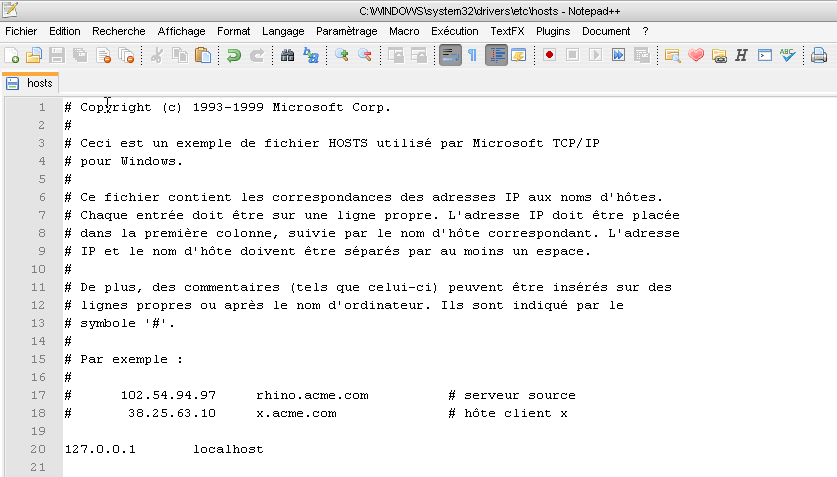 C:\WINDOWS\system32\drivers\etc\hosts - Notepad++
Fichier Edition Recherche Affichage Format Langage Paramètrage Macro Exécution TextFX Plugins Document ?
hosts
1 # Copyright (c) 1993-1999 Microsoft Corp.
2 #
3 # Ceci est un exemple de fichier HOSTS utilisé par Microsoft TCP/IP
4 # pour Windows.
5 #
6 # Ce fichier contient les correspondances des adresses IP aux noms d'hôtes.
7 # Chaque entrée doit être sur une ligne propre. L'adresse IP doit être placée
8 # dans la première colonne, suivie par le nom d'hôte correspondant. L'adresse
9 # IP et le nom d'hôte doivent être séparés par au moins un espace.
10 #
11 # De plus, des commentaires (tels que celui-ci) peuvent être insérés sur des
12 # lignes propres ou après le nom d'ordinateur. Ils sont indiqué par le
13 # symbole '#'.
14 #
15 # Par exemple :
16 #
17 # 102.54.94.97 rhino.acme.com # serveur source
18 # 38.25.63.10 x.acme.com # hôte client x
19
20 127.0.0.1 localhost
21